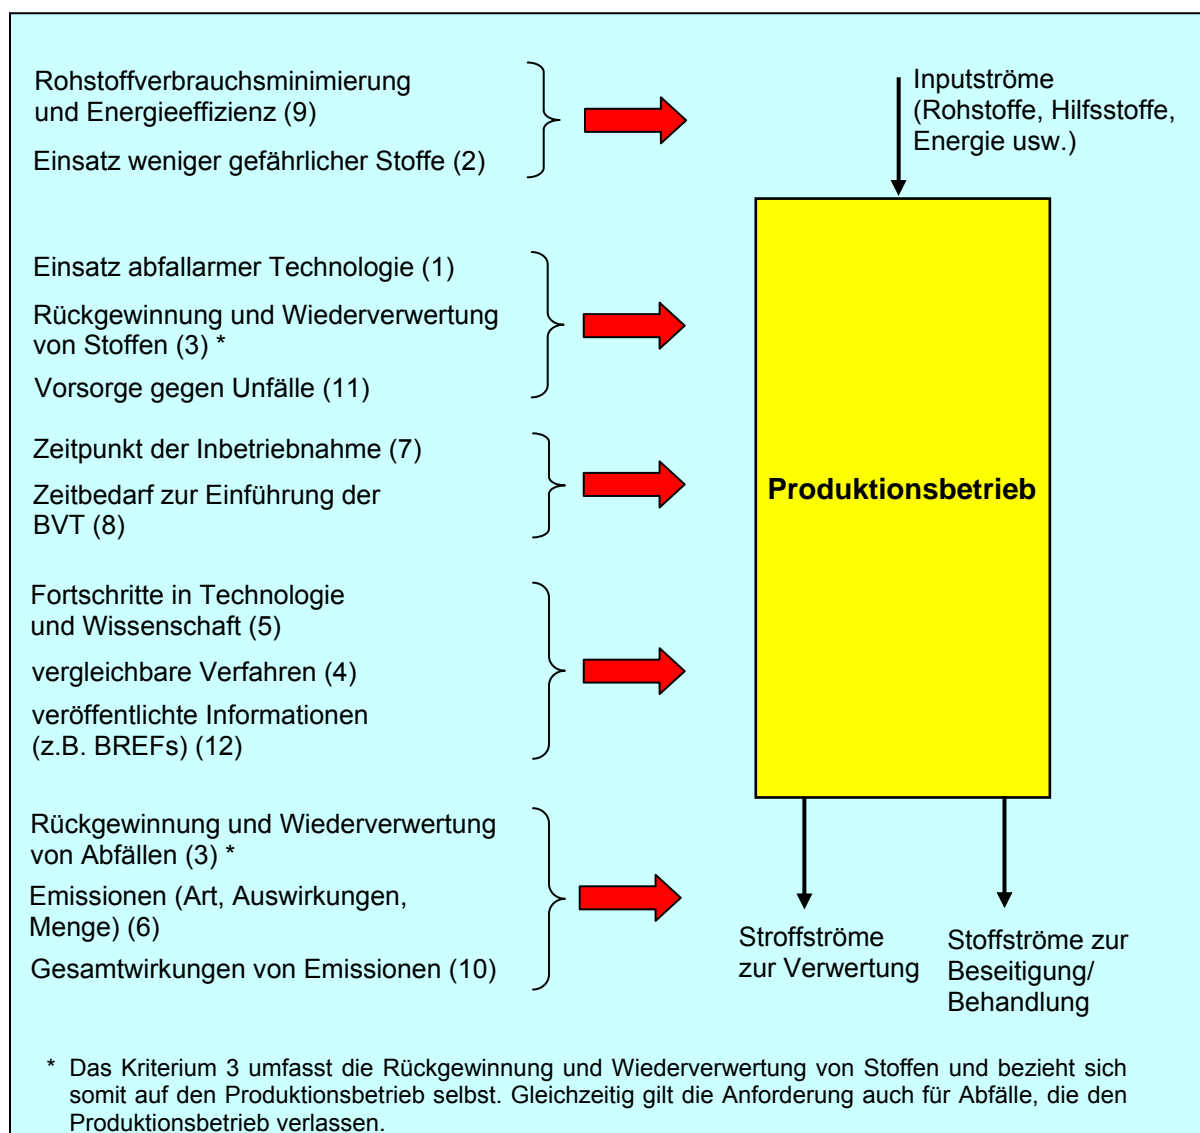 Rohstoffverbrauchsminimierung
und Energieeffizienz (9)
Einsatz weniger gefährlicher Stoffe (2)
Inputströme
(Rohstoffe, Hilfsstoffe,
Energie usw.)
Einsatz abfallarmer Technologie (1)
Rückgewinnung und Wiederverwertung
von Stoffen (3) *
Vorsorge gegen Unfälle (11)
Zeitpunkt der Inbetriebnahme (7)
Zeitbedarf zur Einführung der
BVT (8)
Produktionsbetrieb
Fortschritte in Technologie
und Wissenschaft (5)
vergleichbare Verfahren (4)
veröffentlichte Informationen
(z.B. BREFs) (12)
Rückgewinnung und Wiederverwertung
von Abfällen (3) *
Emissionen (Art, Auswirkungen,
Menge) (6)
Gesamtwirkungen von Emissionen (10)
Stroffströme
zur Verwertung
Stoffströme zur
Beseitigung/
Behandlung
* Das Kriterium 3 umfasst die Rückgewinnung und Wiederverwertung von Stoffen und bezieht sich
somit auf den Produktionsbetrieb selbst. Gleichzeitig gilt die Anforderung auch für Abfälle, die den
Produktionsbetrieb verlassen.